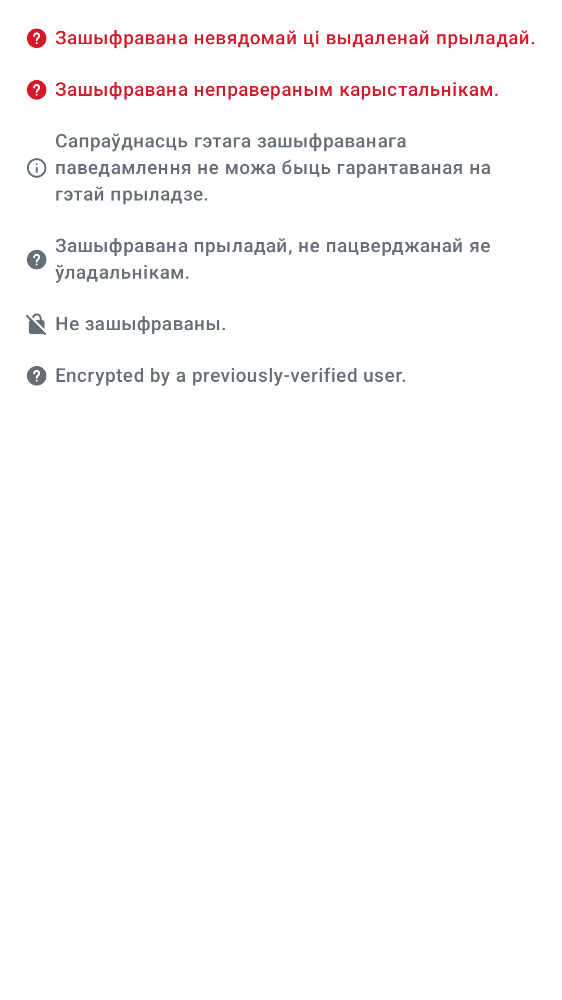 Зашыфравана невядомай ці выдаленай прыладай.
Зашыфравана неправераным карыстальнікам.
Сапраўднасць гэтага зашыфраванага
паведамлення не можа быць гарантаваная на
гэтай прыладзе.
Зашыфравана прыладай, не пацверджанай яе
ўладальнікам.
Не зашыфраваны.
Encrypted by a previously-verified user.